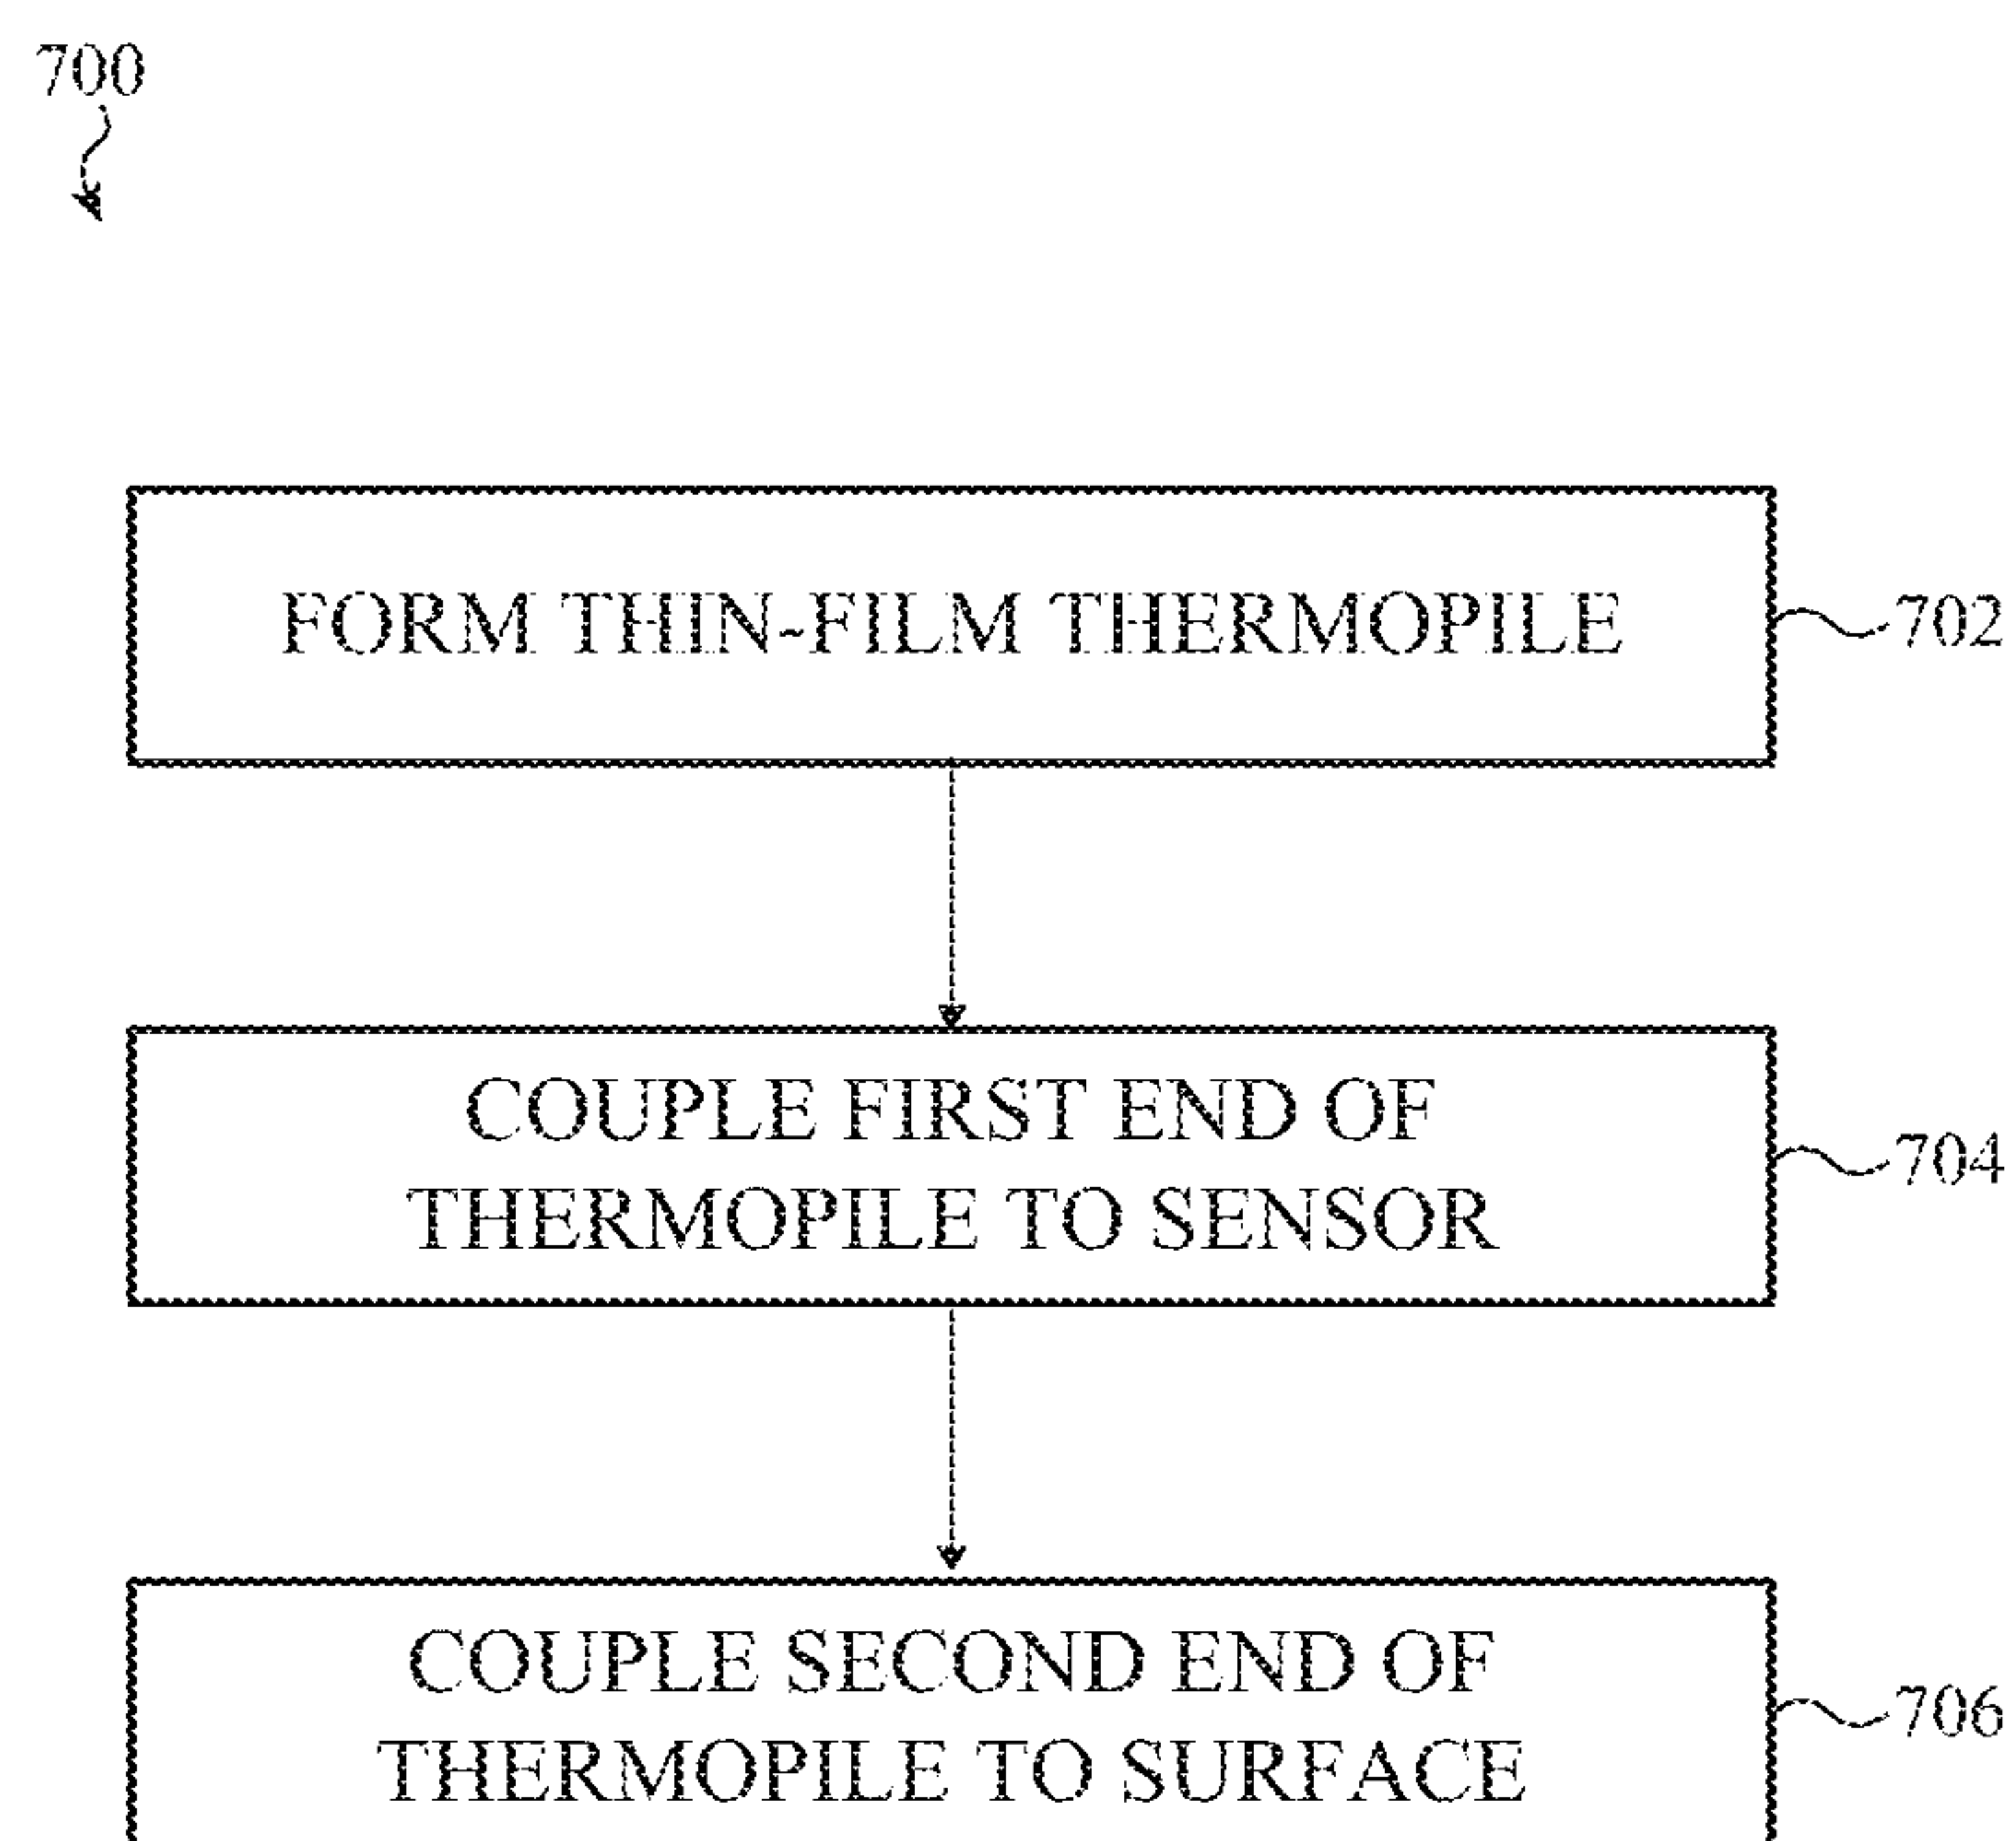 700
FORM THIN-FILM THERMOPILE
702
COUPLE FIRST END OF
THERMOPILE TO SENSOR
704
COUPLE SECOND END OF
THERMOPILE TO SURFACE
706